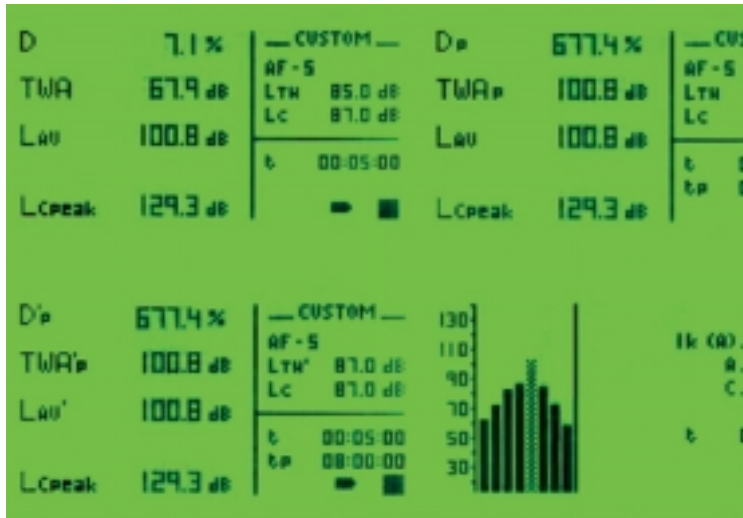 D 7.1 %
TWA 67.9 dB
Lav 100.8 dB
LCpeak 129.3 dB
CUSTOM
AF-5
LTH 85.0 dB
LC 87.0 dB
t 00:05:00
Dp 677.4 %
TWAp 100.8 dB
Lav 100.8 dB
LCpeak 129.3 dB
AF-5
LTH
LC
t
tp
D'p 677.4 %
TWA'p 100.8 dB
Lav' 100.8 dB
LCpeak 129.3 dB
CUSTOM
AF-5
LTH' 87.0 dB
LC 87.0 dB
t 00:05:00
tp 08:00:00
130
110
90
70
50
30
1k (A).
A.
C.
t